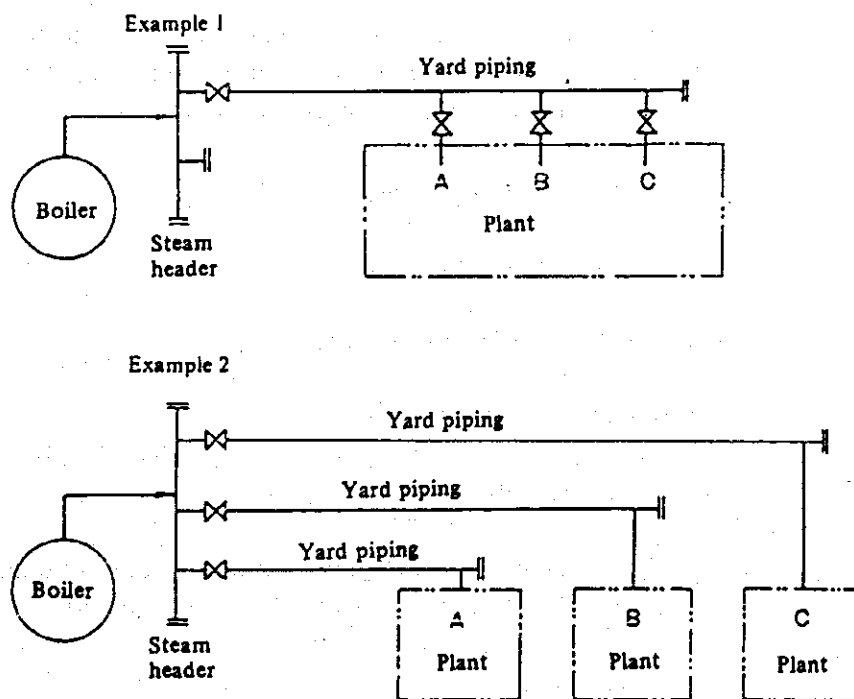 Example 1
Yard piping
A B C
Boiler
Plant
Steam
header
Example 2
Yard piping
Yard piping
Yard piping
Boiler
A B C
Steam
header
Plant Plant Plant